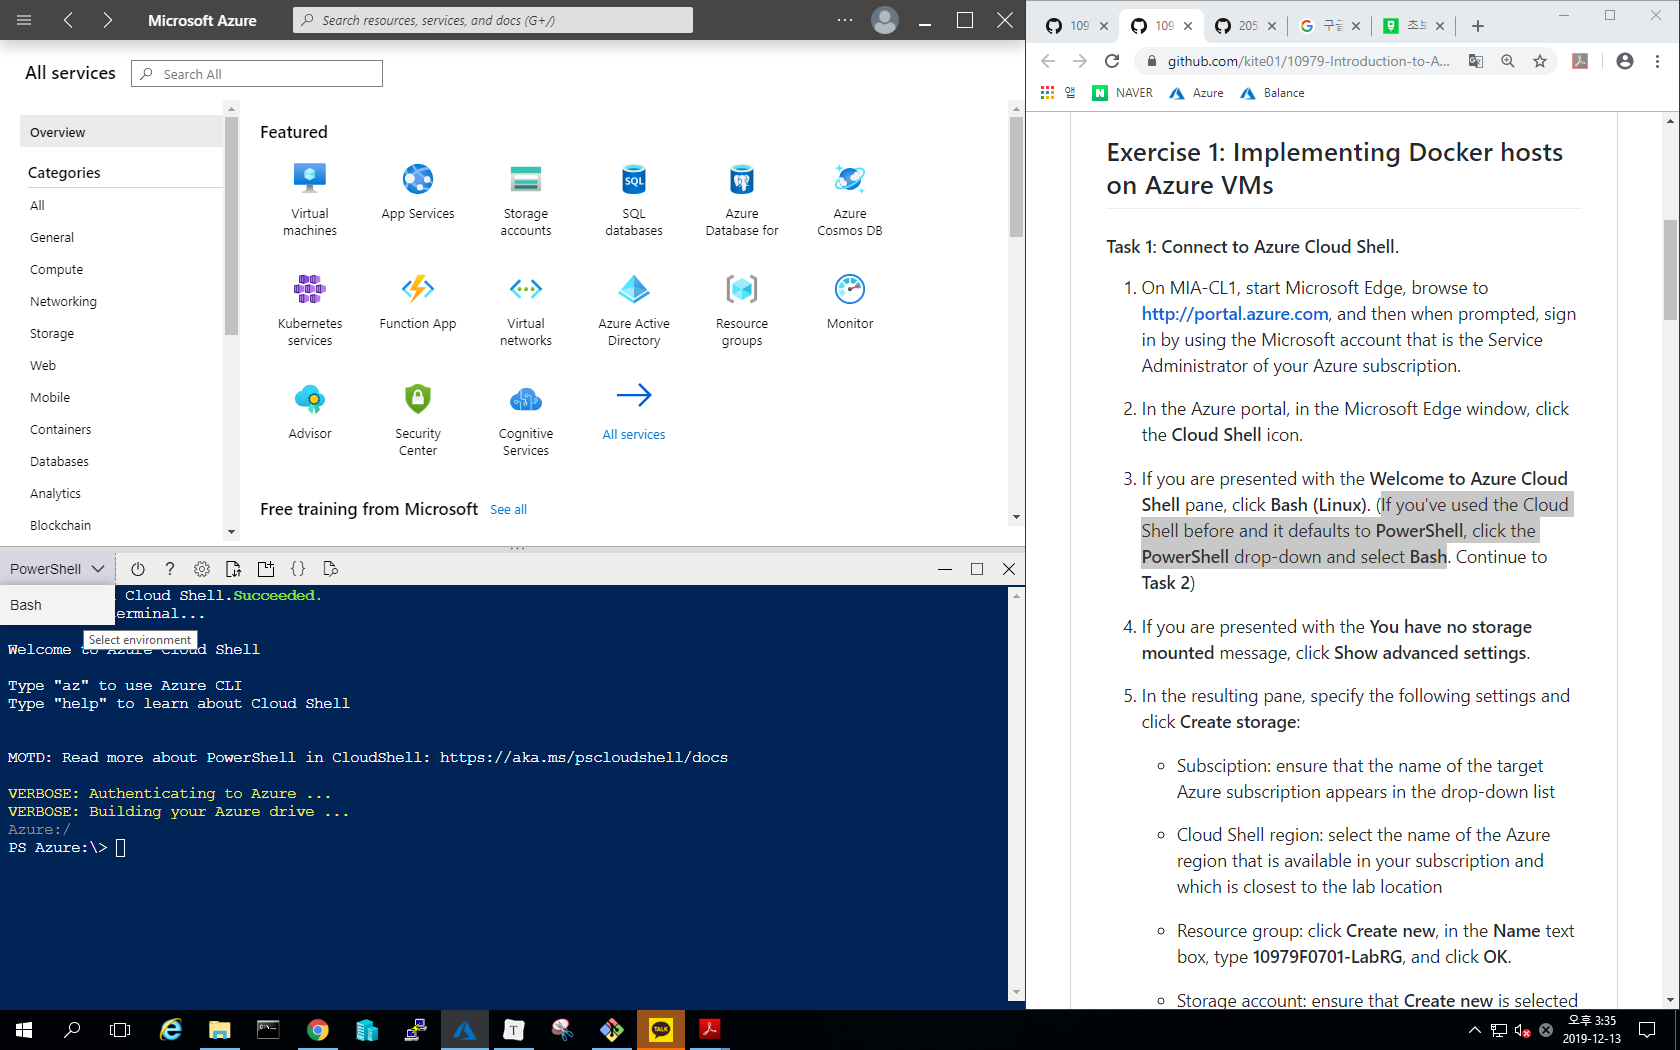 Microsoft Azure
Search resources, services, and docs (G+/)
All services
Search All
Overview
Categories
All
General
Compute
Networking
Storage
Web
Mobile
Containers
Databases
Analytics
Blockchain
Featured
Virtual
machines
App Services
Storage
accounts
SQL
SQL
databases
Azure
Database for
Azure
Cosmos DB
Kubernetes
services
Function App
Virtual
networks
Azure Active
Directory
Resource
groups
Monitor
Advisor
Security
Center
Cognitive
Services
All services
Free training from Microsoft See all
PowerShell
Bash
Select environment
Cloud Shell.Succeeded.
erminal...
Welcome to Azure Cloud Shell
Type "az" to use Azure CLI
Type "help" to learn about Cloud Shell
MOTD: Read more about PowerShell in CloudShell: https://aka.ms/pscloudshell/docs
VERBOSE: Authenticating to Azure ...
VERBOSE: Building your Azure drive ...
Azure:/
PS Azure:\>
109
109
205
구글
초보
github.com/kite01/10979-Introduction-to-A...
앱
NAVER
Azure
Balance
Exercise 1: Implementing Docker hosts
on Azure VMs
Task 1: Connect to Azure Cloud Shell.
1. On MIA-CL1, start Microsoft Edge, browse to
http://portal.azure.com, and then when prompted, sign
in by using the Microsoft account that is the Service
Administrator of your Azure subscription.
2. In the Azure portal, in the Microsoft Edge window, click
the Cloud Shell icon.
3. If you are presented with the Welcome to Azure Cloud
Shell pane, click Bash (Linux). (If you've used the Cloud
Shell before and it defaults to PowerShell, click the
PowerShell drop-down and select Bash. Continue to
Task 2)
4. If you are presented with the You have no storage
mounted message, click Show advanced settings.
5. In the resulting pane, specify the following settings and
click Create storage:
Subsciption: ensure that the name of the target
Azure subscription appears in the drop-down list
Cloud Shell region: select the name of the Azure
region that is available in your subscription and
which is closest to the lab location
Resource group: click Create new, in the Name text
box, type 10979F0701-LabRG, and click OK.
Storage account: ensure that Create new is selected
TALK
오후 3:35
2019-12-13